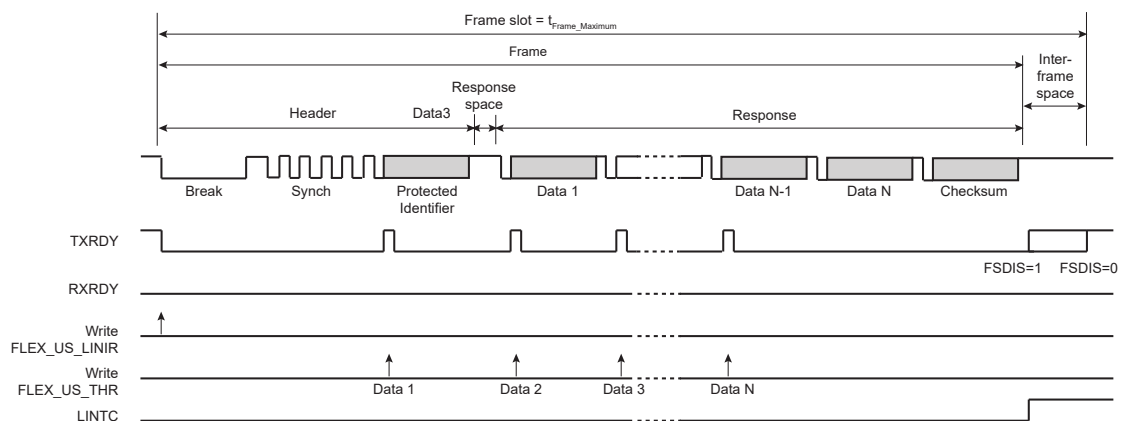 Frame slot = tFrame_Maximum
Frame
Inter-
frame
space
Response
space
Header
Data3
Response
Break
Synch
Protected
Identifier
Data 1
Data N-1
Data N
Checksum
TXRDY
FSDIS=1
FSDIS=0
RXRDY
Write
FLEX_US_LINIR
Write
FLEX_US_THR
Data 1
Data 2
Data 3
Data N
LINTC